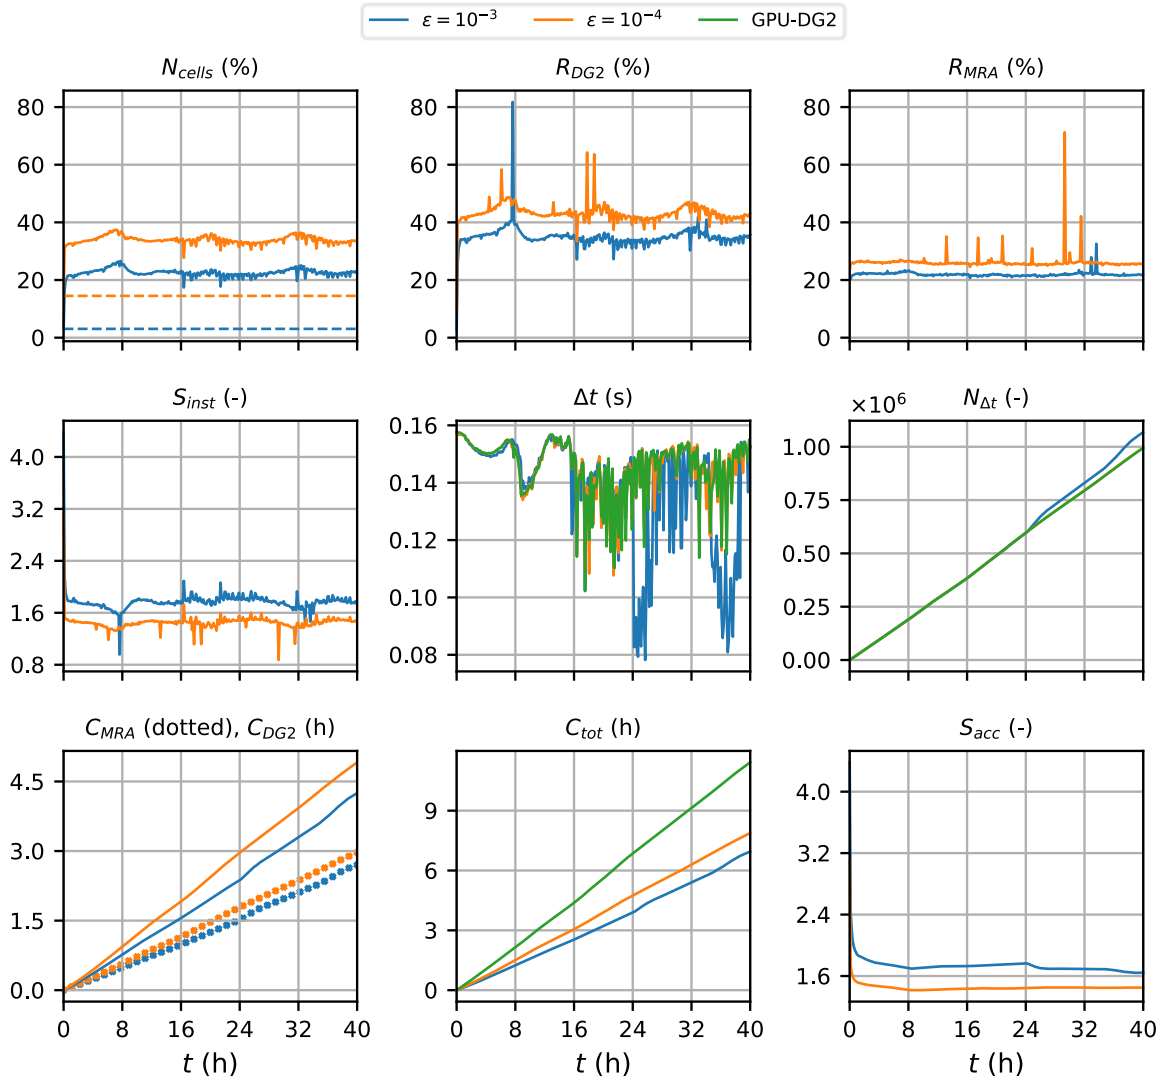 ε = 10⁻³ ε = 10⁻⁴ GPU-DG2
N_cells (%) R_DG2 (%) R_MRA (%)
80 80 80
60 60 60
40 40 40
20 20 20
0 0 0
S_inst (-) Δt (s) N_Δt (-)
×10⁶
4.0 0.16 1.00
3.2 0.14 0.75
2.4 0.12 0.50
1.6 0.10 0.25
0.8 0.08 0.00
C_MRA (dotted), C_DG2 (h) C_tot (h) S_acc (-)
4.5 9 4.0
3.0 6 3.2
1.5 3 2.4
0.0 0 1.6
0 8 16 24 32 40 0 8 16 24 32 40 0 8 16 24 32 40
t (h) t (h) t (h)